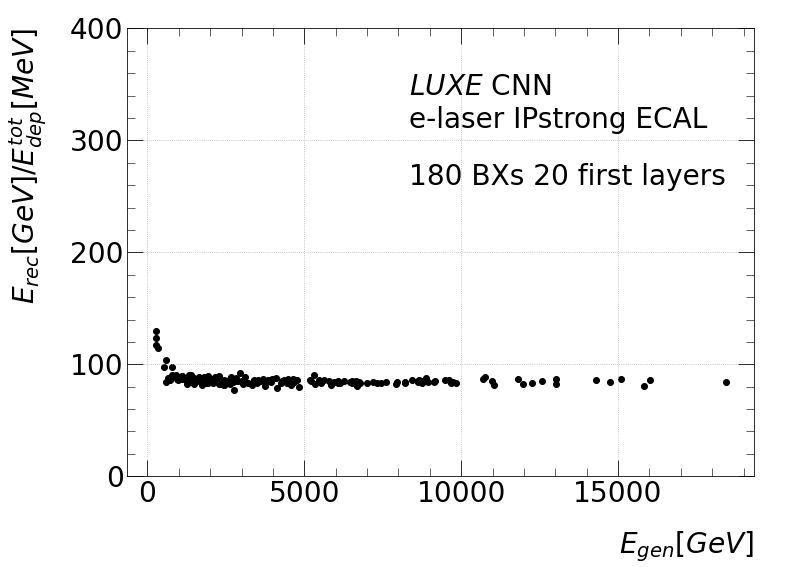 400
300
200
100
0
0 5000 10000 15000
E_rec[GeV]/E_dep^tot[MeV]
LUXE CNN
e-laser IPstrong ECAL
180 BXs 20 first layers
E_gen[GeV]